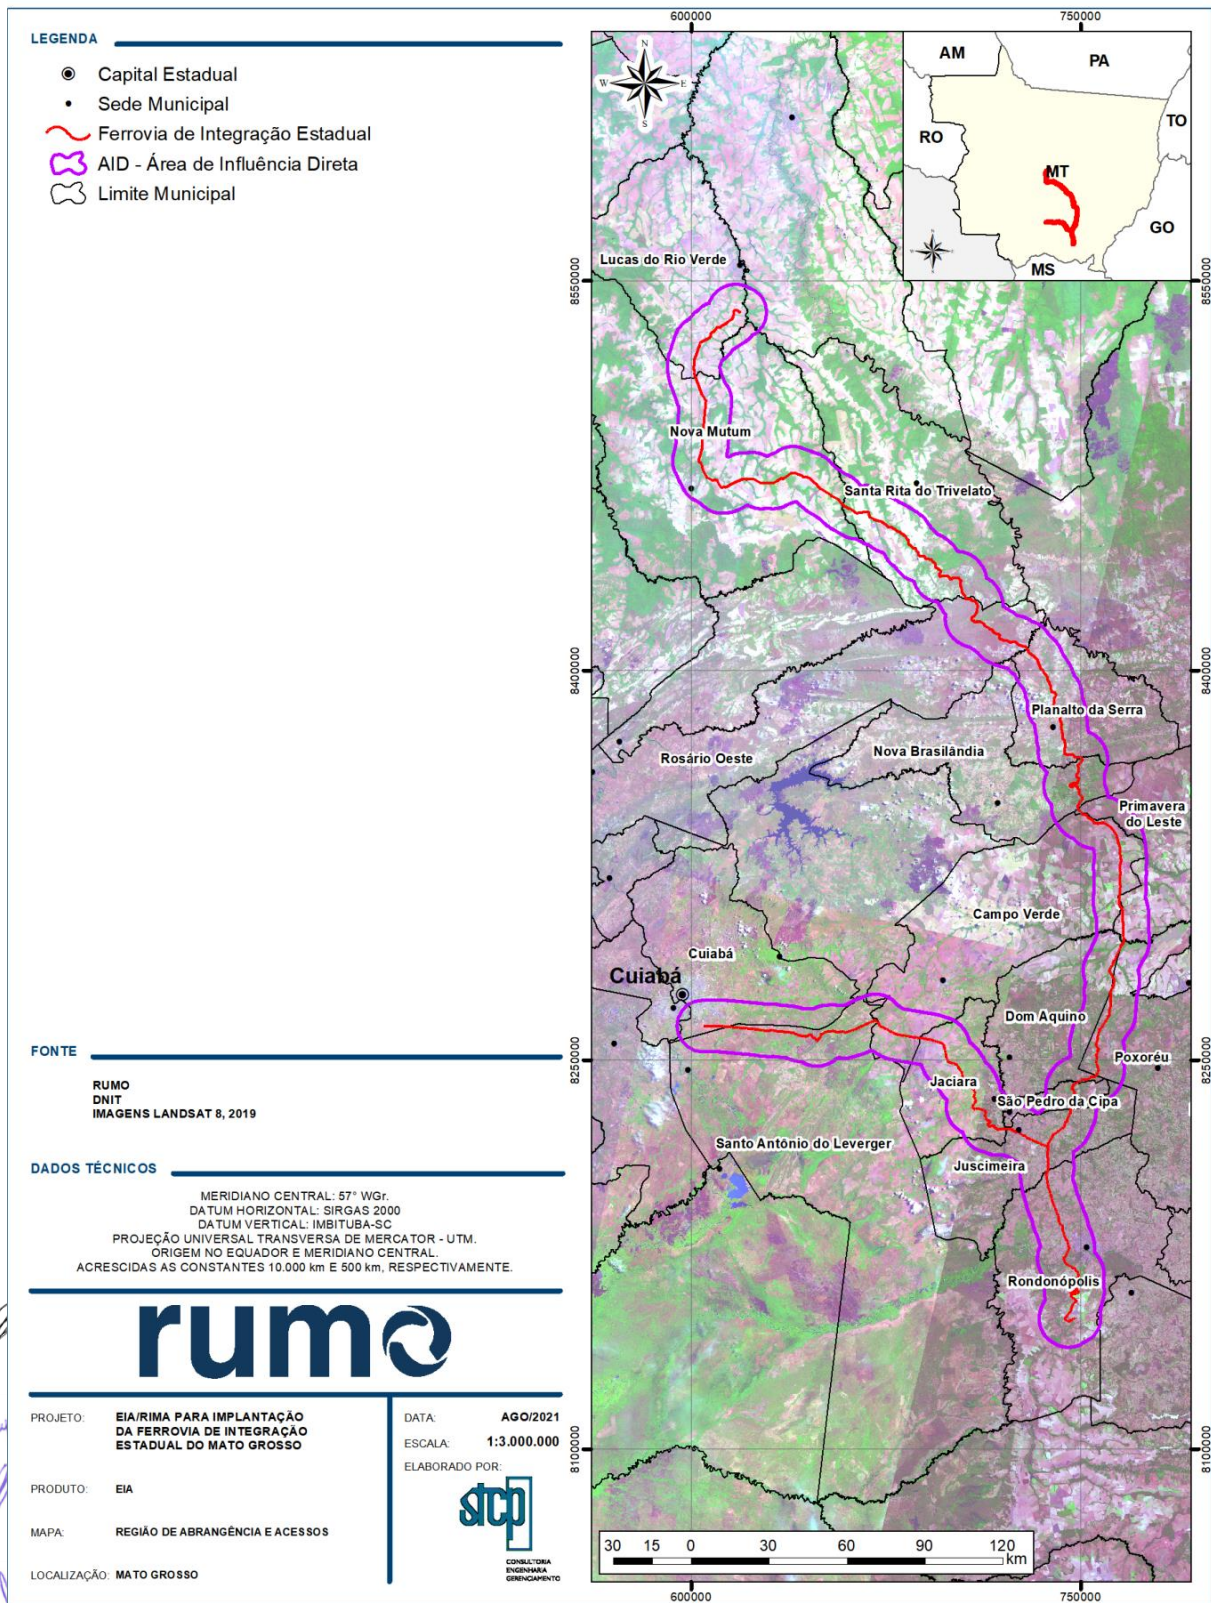 LEGENDA
Capital Estadual
Sede Municipal
Ferrovia de Integração Estadual
AID - Área de Influência Direta
Limite Municipal
FONTE
RUMO
DNIT
IMAGENS LANDSAT 8, 2019
DADOS TÉCNICOS
MERIDIANO CENTRAL: 57° WGr.
DATUM HORIZONTAL: SIRGAS 2000
DATUM VERTICAL: IMBITUBA-SC
PROJEÇÃO UNIVERSAL TRANSVERSA DE MERCATOR - UTM.
ORIGEM NO EQUADOR E MERIDIANO CENTRAL.
ACRESCIDAS AS CONSTANTES 10.000 km E 500 km, RESPECTIVAMENTE.
rumo
PROJETO: EIA/RIMA PARA IMPLANTAÇÃO
DA FERROVIA DE INTEGRAÇÃO
ESTADUAL DO MATO GROSSO
PRODUTO: EIA
MAPA: REGIÃO DE ABRANGÊNCIA E ACESSOS
LOCALIZAÇÃO: MATO GROSSO
DATA: AGO/2021
ESCALA: 1:3.000.000
ELABORADO POR:
stcp
CONSULTORIA
ENGENHARIA
GERENCIAMENTO
600000 750000
N
W E
S
AM
PA
RO
TO
MT
GO
MS
8550000 8550000
Lucas do Rio Verde
Nova Mutum
Santa Rita do Trivelato
8400000 8400000
Planalto da Serra
Nova Brasilândia
Rosário Oeste
Primavera
do Leste
Campo Verde
Cuiabá
Cuiabá
Dom Aquino
Poxoréu
8250000 8250000
Jaciara
São Pedro da Cipa
Santo Antônio do Leverger
Juscimeira
Rondonópolis
8100000 8100000
30 15 0 30 60 90 120
km
600000 750000